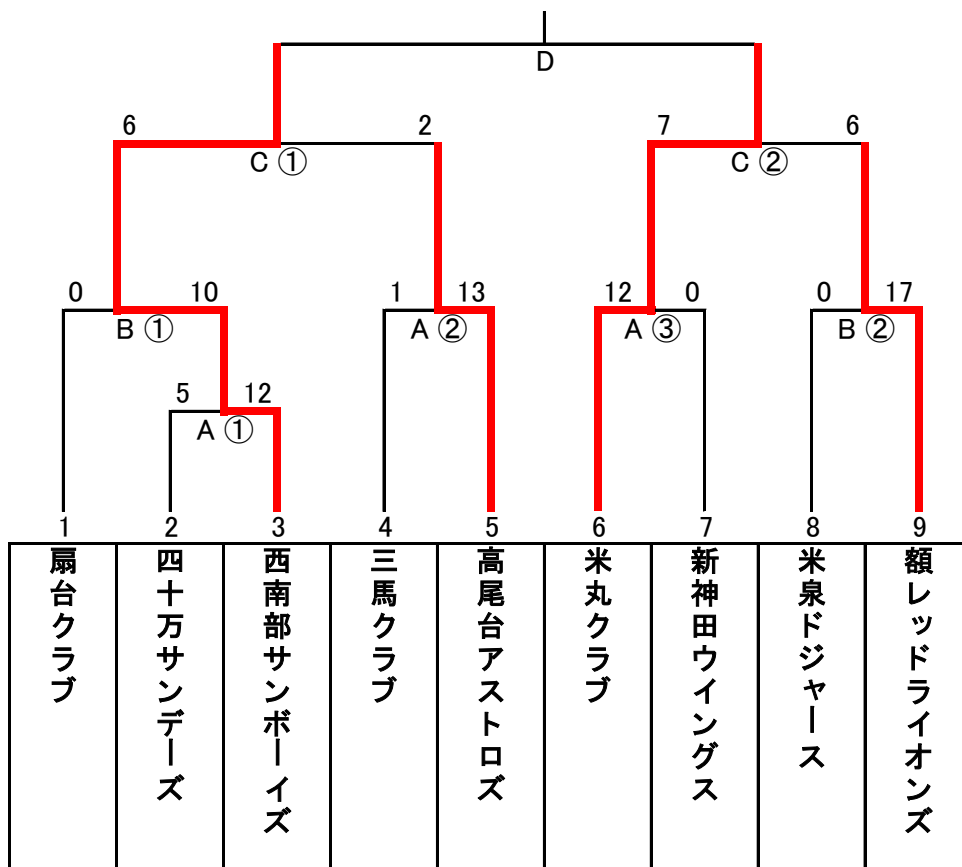 D
6 2 7 6
C ① C ②
0 10 1 13 12 0 0 17
B ① A ② A ③ B ②
5 12
A ①
1 2 3 4 5 6 7 8 9
扇台クラブ
四十万サンデーズ
西南部サンボーイズ
三馬クラブ
高尾台アストロズ
米丸クラブ
新神田ウイングス
米泉ドジャース
額レッドライオンズ